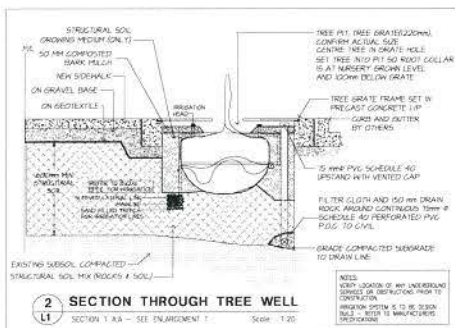 STRUCTURAL SOIL
GROWING MEDIUM (ONLY)
50 MM COMPOSTED
BARK MULCH
NEW SIDEWALK
ON GRAVEL BASE
ON GEOTEXTILE
IRRIGATION
HEAD
STRUCTURAL
SOIL
EXISTING SUBSOIL COMPACTED
STRUCTURAL SOIL MIX (ROCKS & SOIL)
TREE PIT, TREE GRATE(1220mm),
CONFIRM ACTUAL SIZE
CENTRE TREE IN GRATE HOLE
SET TREE INTO PIT SO ROOT COLLAR
IS AT NURSERY GROWN LEVEL
AND 100mm BELOW GRATE
TREE GRATE FRAME SET IN
PRECAST CONCRETE LIP
CURB AND GUTTER
BY OTHERS
75 mmø PVC SCHEDULE 40
UPSTAND WITH VENTED CAP
FILTER CLOTH AND 150 mm DRAIN
ROCK AROUND CONTINUOUS 75mm ø
SCHEDULE 40 PERFORATED PVC
P.O.C. TO CIVIL
GRADE COMPACTED SUBGRADE
TO DRAIN LINE
NOTES:
VERIFY LOCATION OF ANY UNDERGROUND
SERVICES OR OBSTRUCTIONS PRIOR TO
CONSTRUCTION
IRRIGATION SYSTEM IS TO BE DESIGN
BUILD - REFER TO MANUFACTURERS
SPECIFICATIONS
2
L1
SECTION THROUGH TREE WELL
SECTION 1 A:A - SEE ENLARGEMENT 1
Scale 1:20